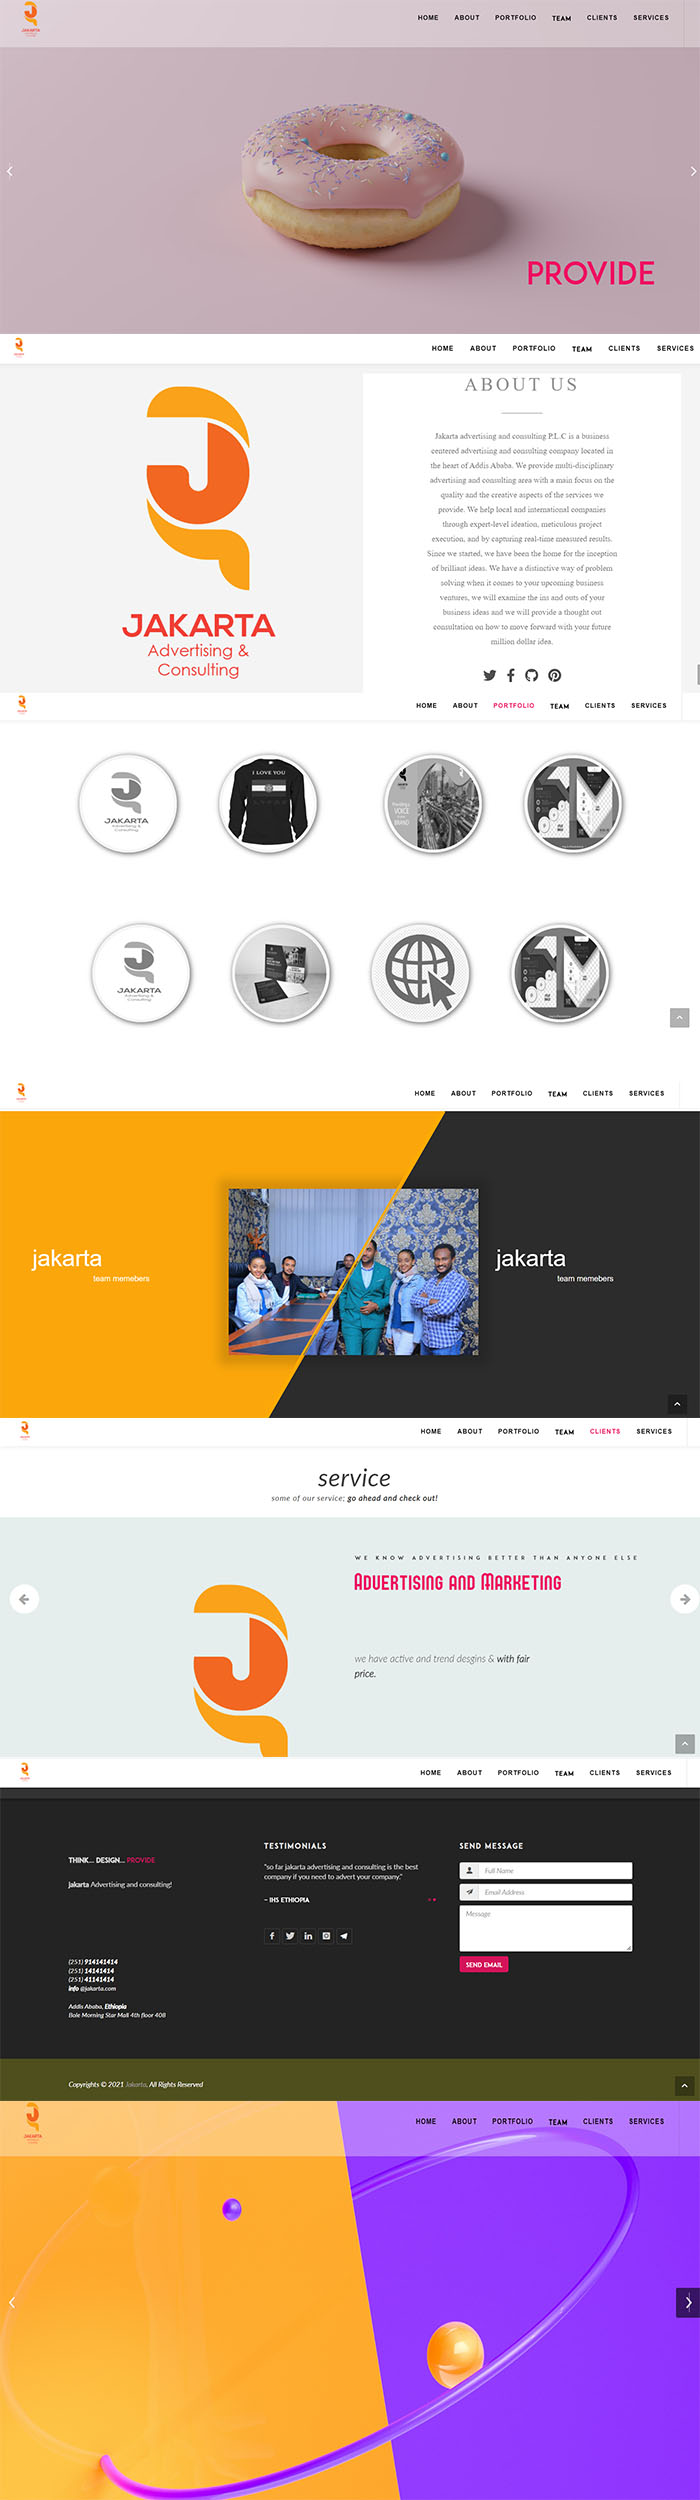 JAKARTA
HOME ABOUT PORTFOLIO TEAM CLIENTS SERVICES
PROVIDE
HOME ABOUT PORTFOLIO TEAM CLIENTS SERVICES
JAKARTA
Advertising &
Consulting
ABOUT US
Jakarta advertising and consulting P.L.C is a business
centered advertising and consulting company located in
the heart of Addis Ababa. We provide multi-disciplinary
advertising and consulting area with a main focus on the
quality and the creative aspects of the services we
provide. We help local and international companies
through expert-level ideation, meticulous project
execution, and by capturing real-time measured results.
Since we started, we have been the home for the inception
of brilliant ideas. We have a distinctive way of problem
solving when it comes to your upcoming business
ventures, we will examine the ins and outs of your
business ideas and we will provide a thought out
consultation on how to move forward with your future
million dollar idea.
HOME ABOUT PORTFOLIO TEAM CLIENTS SERVICES
JAKARTA
Advertising &
Consulting
I LOVE YOU
VOICE
BRAND
JAKARTA
Advertising &
Consulting
HOME ABOUT PORTFOLIO TEAM CLIENTS SERVICES
jakarta
team memebers
jakarta
team memebers
HOME ABOUT PORTFOLIO TEAM CLIENTS SERVICES
service
some of our service; go ahead and check out!
WE KNOW ADVERTISING BETTER THAN ANYONE ELSE
ADVERTISING AND MARKETING
we have active and trend desgins & with fair
price.
HOME ABOUT PORTFOLIO TEAM CLIENTS SERVICES
THINK... DESIGN... PROVIDE
jakarta Advertising and consulting!
(251) 914141414
(251) 14141414
(251) 41141414
info @jakarta.com
Addis Ababa, Ethiopia
Bole Morning Star Mall 4th floor 408
TESTIMONIALS
"so far jakarta advertising and consulting is the best
company if you need to advert your company."
– IHS ETHIOPIA
SEND MESSAGE
Full Name
Email Address
Message
SEND EMAIL
Copyrights © 2021 Jakarta. All Rights Reserved
JAKARTA
HOME ABOUT PORTFOLIO TEAM CLIENTS SERVICES